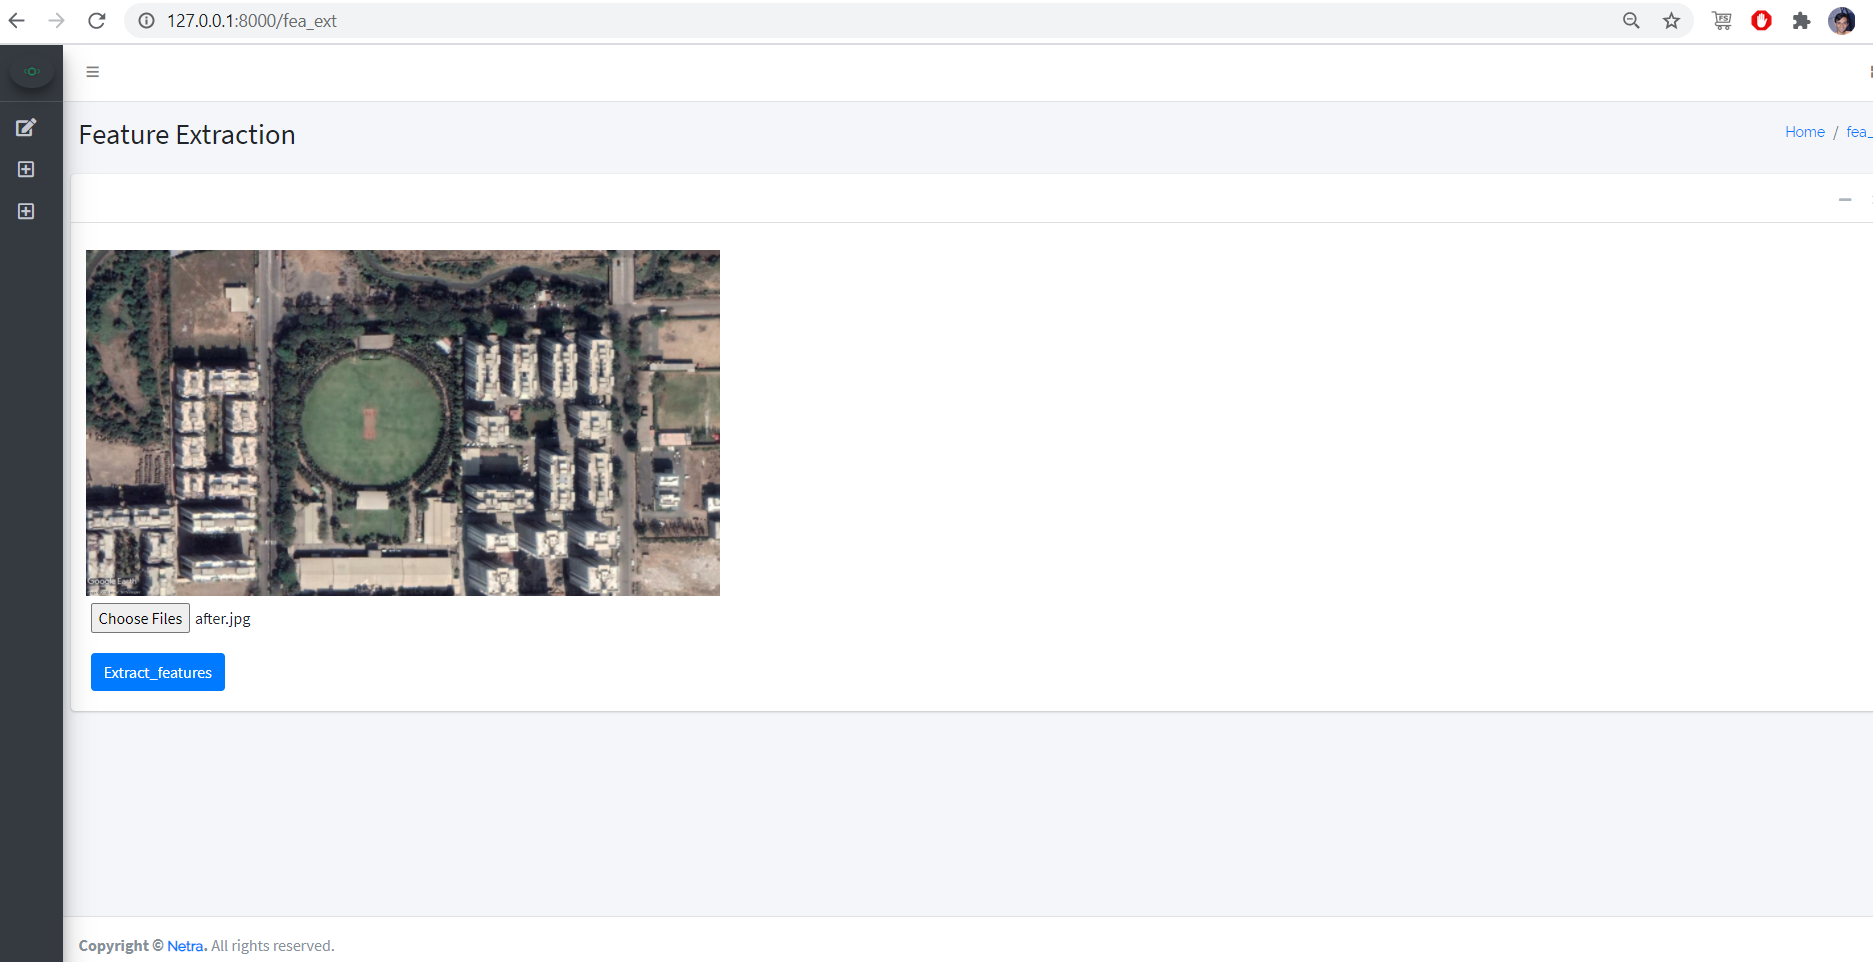 127.0.0.1:8000/fea_ext
Feature Extraction
Home / fea_
Google Earth
Choose Files after.jpg
Extract_features
Copyright © Netra. All rights reserved.